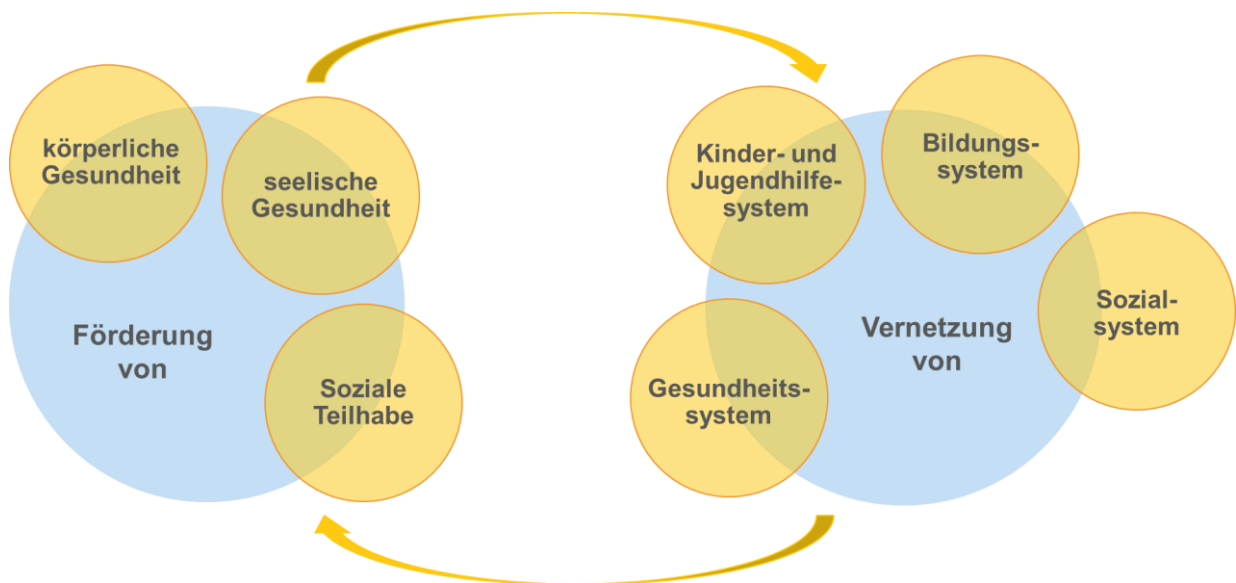 körperliche
Gesundheit
seelische
Gesundheit
Förderung
von
Soziale
Teilhabe
Kinder- und
Jugendhilfe-
system
Bildungs-
system
Sozial-
system
Vernetzung
von
Gesundheits-
system